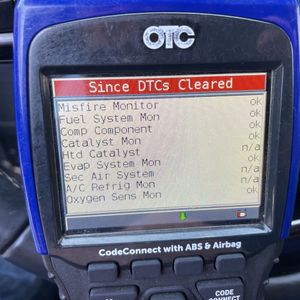 OTC
Since DTCs Cleared
Misfire Monitor ok
Fuel System Mon ok
Comp Component ok
Catalyst Mon ok
Htd Catalyst n/a
Evap System Mon ok
Sec Air System n/a
A/C Refrig Mon n/a
Oxygen Sens Mon ok
CodeConnect with ABS & Airbag
CODE
CONNECT